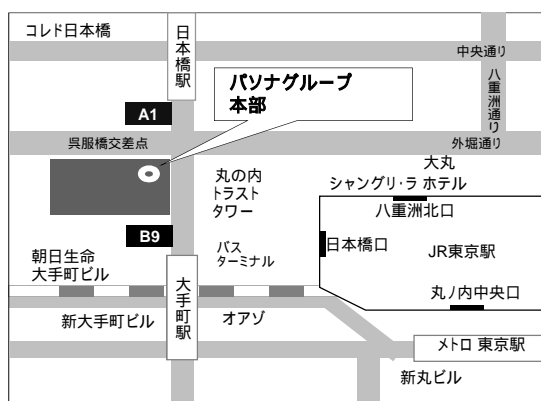 コレド日本橋
日本橋駅
中央通り
八重洲通り
パソナグループ
本部
A1
呉服橋交差点
外堀通り
大丸
丸の内
トラスト
タワー
シャングリ・ラ ホテル
八重洲北口
B9
日本橋口
JR東京駅
朝日生命
大手町ビル
バス
ターミナル
大手町駅
丸ノ内中央口
新大手町ビル
オアゾ
メトロ 東京駅
新丸ビル